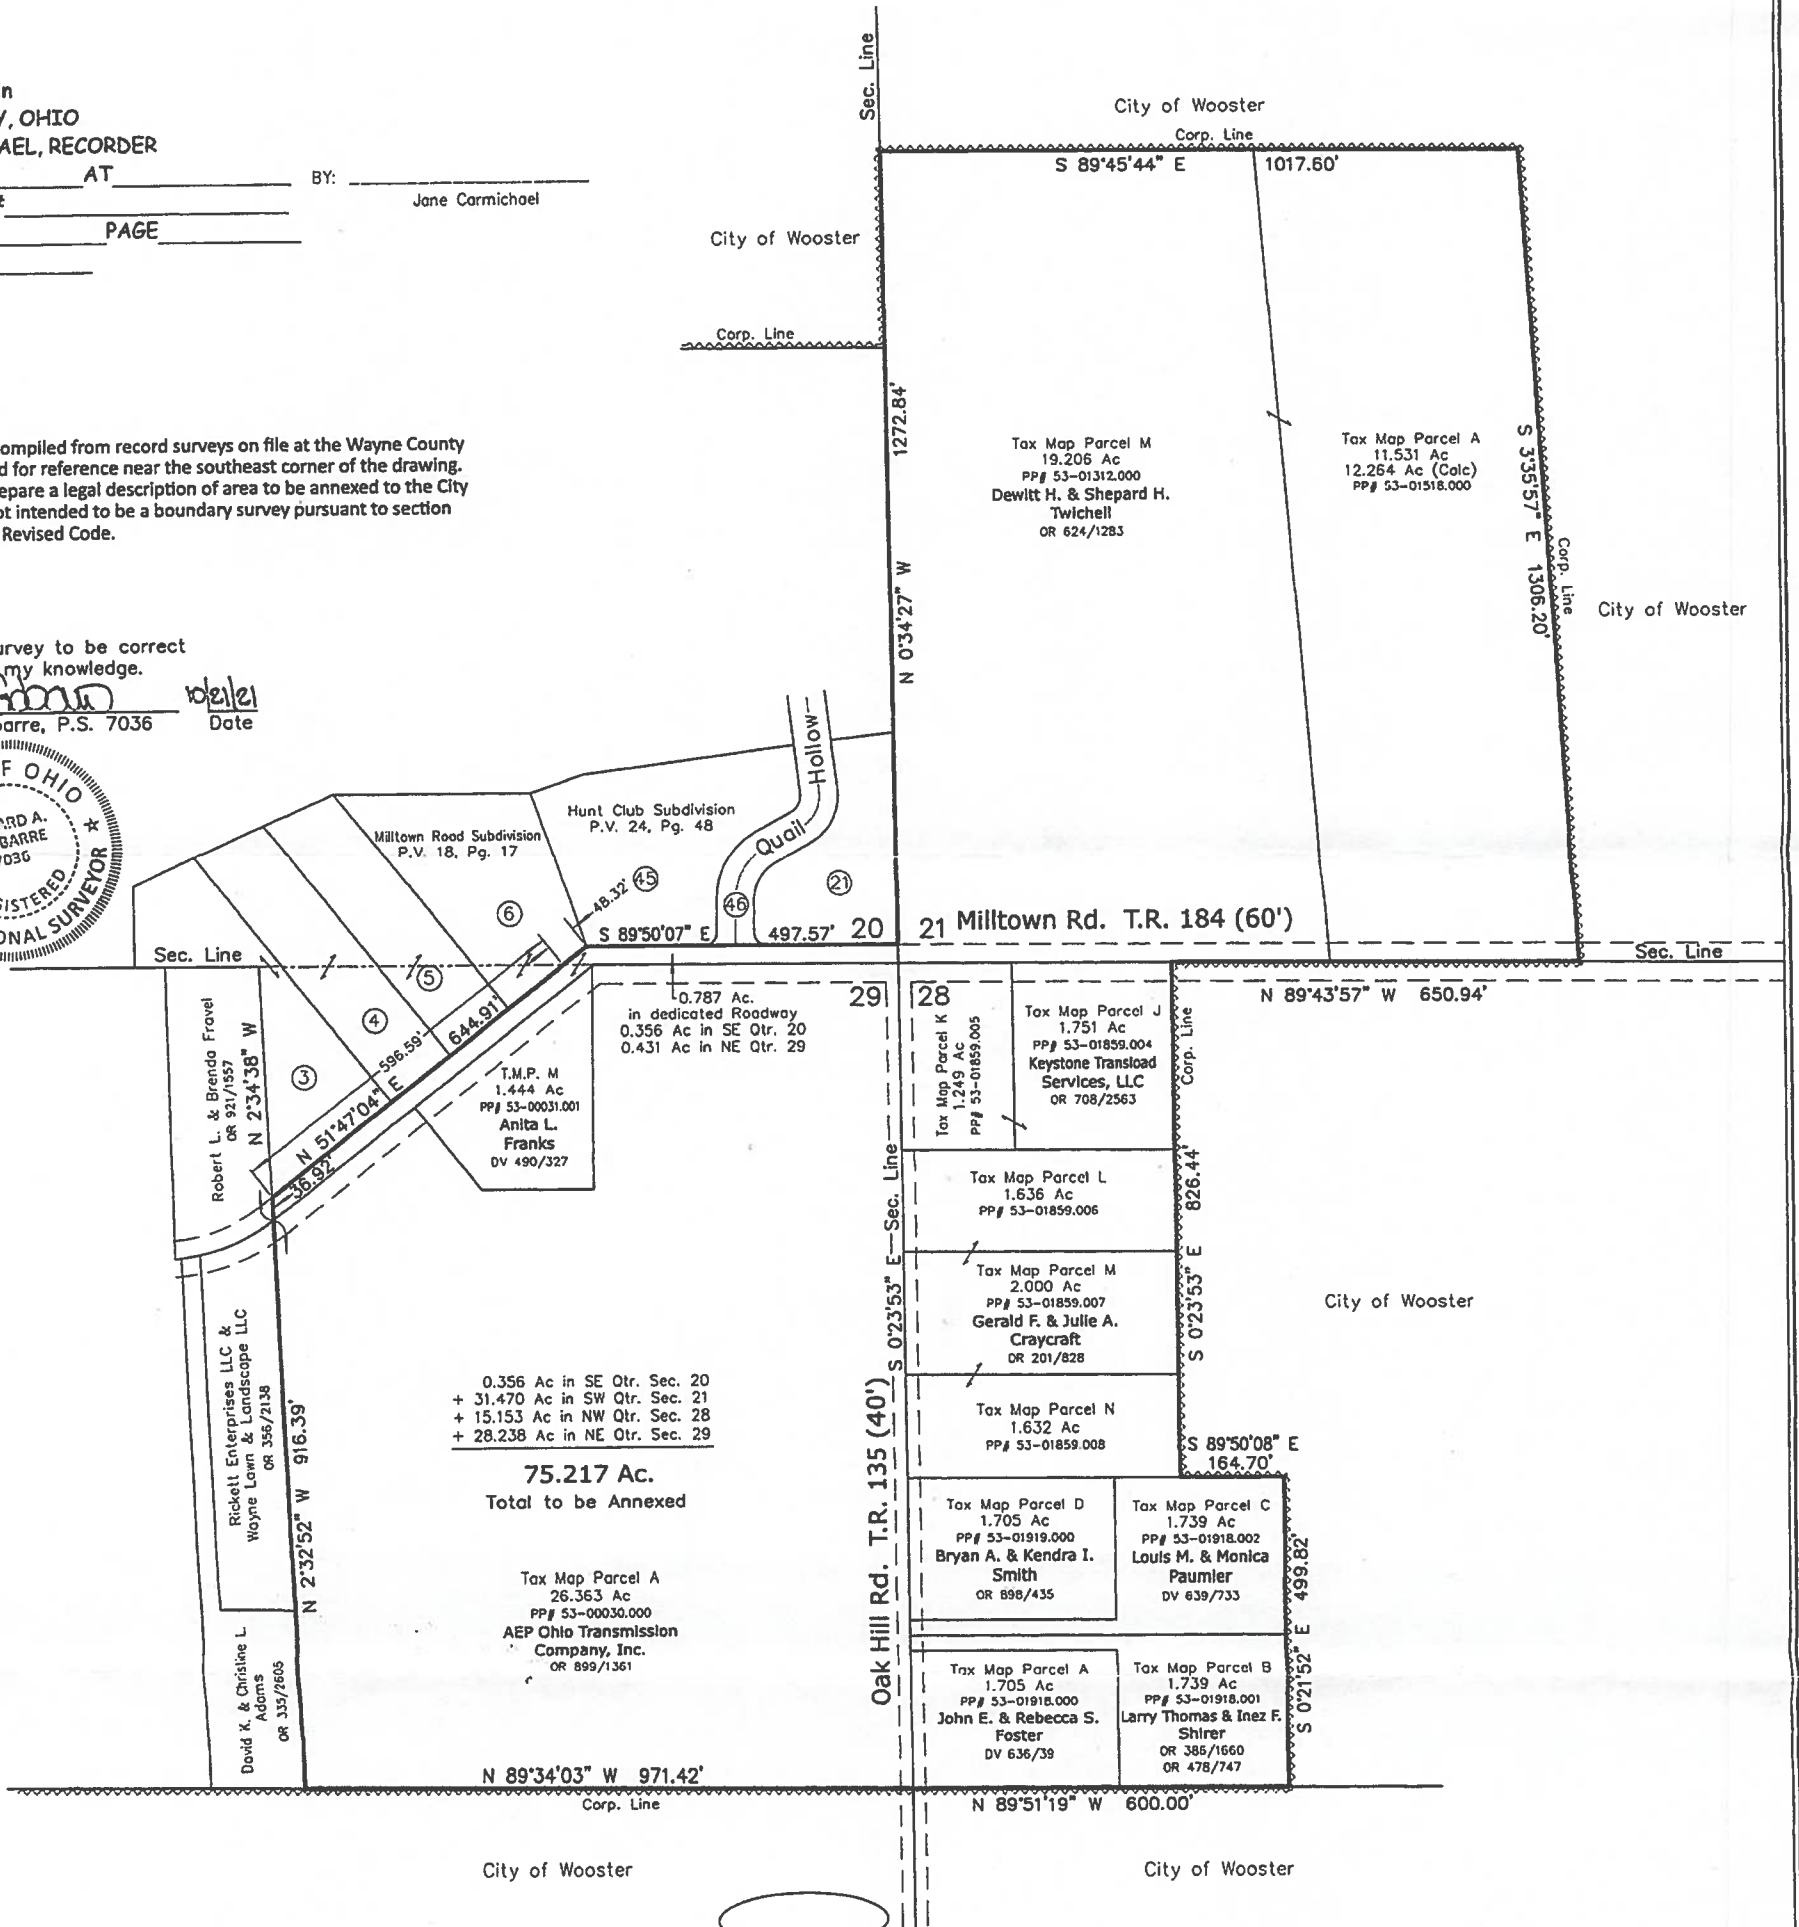 n
Y, OHIO
AEL, RECORDER
AT
BY:
Jane Carmichael
PAGE
ompiled from record surveys on file at the Wayne County
d for reference near the southeast corner of the drawing.
epare a legal description of area to be annexed to the City
ot intended to be a boundary survey pursuant to section
Revised Code.
urvey to be correct
my knowledge.
10/21/21
arre, P.S. 7036
Date
F OHIO
ARD A.
BARRE
7036
ISTERED
ONAL SURVEYOR
Sec. Line
City of Wooster
Corp. Line
S 89°45'44" E 1017.60'
City of Wooster
Corp. Line
1272.84'
N 0°34'27" W
Tax Map Parcel M
19.206 Ac
PP# 53-01312.000
Dewitt H. & Shepard H.
Twichell
OR 624/1283
Tax Map Parcel A
11.531 Ac
12.264 Ac (Calc)
PP# 53-01518.000
S 3°35'57" E 1306.20'
Corp. Line
City of Wooster
Hunt Club Subdivision
P.V. 24, Pg. 48
Milltown Road Subdivision
P.V. 18, Pg. 17
Quail Hollow
48.32'
45
46
21
6
5
4
3
S 89°50'07" E 497.57'
20
21
Milltown Rd. T.R. 184 (60')
Sec. Line
Sec. Line
N 89°43'57" W 650.94'
29
28
0.787 Ac.
in dedicated Roadway
0.356 Ac in SE Qtr. 20
0.431 Ac in NE Qtr. 29
644.91'
596.59'
N 51°47'04" E
36.92'
Robert L. & Brenda Fravel
OR 921/1557
N 2°34'38" W
T.M.P. M
1.444 Ac
PP# 53-00031.001
Anita L.
Franks
DV 490/327
Tax Map Parcel K
1.249 Ac
PP# 53-01859.005
Tax Map Parcel J
1.751 Ac
PP# 53-01859.004
Keystone Transload
Services, LLC
OR 708/2563
Corp. Line
Tax Map Parcel L
1.636 Ac
PP# 53-01859.006
826.44'
S 0°23'53" E
Tax Map Parcel M
2.000 Ac
PP# 53-01859.007
Gerald F. & Julie A.
Craycraft
OR 201/828
City of Wooster
Tax Map Parcel N
1.632 Ac
PP# 53-01859.008
S 89°50'08" E
164.70'
S 0°23'53" E
Sec. Line
Oak Hill Rd. T.R. 135 (40')
0.356 Ac in SE Qtr. Sec. 20
+ 31.470 Ac in SW Qtr. Sec. 21
+ 15.153 Ac in NW Qtr. Sec. 28
+ 28.238 Ac in NE Qtr. Sec. 29
75.217 Ac.
Total to be Annexed
Rickett Enterprises LLC &
Wayne Lawn & Landscape LLC
OR 356/2138
N 2°32'52" W 916.39'
Tax Map Parcel A
26.363 Ac
PP# 53-00030.000
AEP Ohio Transmission
Company, Inc.
OR 899/1361
David K. & Christine L.
Adams
OR 335/2605
Tax Map Parcel D
1.705 Ac
PP# 53-01919.000
Bryan A. & Kendra I.
Smith
OR 898/435
Tax Map Parcel C
1.739 Ac
PP# 53-01918.002
Louis M. & Monica
Paumier
DV 639/733
S 0°21'52" E 499.82'
Tax Map Parcel A
1.705 Ac
PP# 53-01918.000
John E. & Rebecca S.
Foster
DV 636/39
Tax Map Parcel B
1.739 Ac
PP# 53-01918.001
Larry Thomas & Inez F.
Shirer
OR 386/1660
OR 478/747
N 89°34'03" W 971.42'
Corp. Line
N 89°51'19" W 600.00'
City of Wooster
City of Wooster